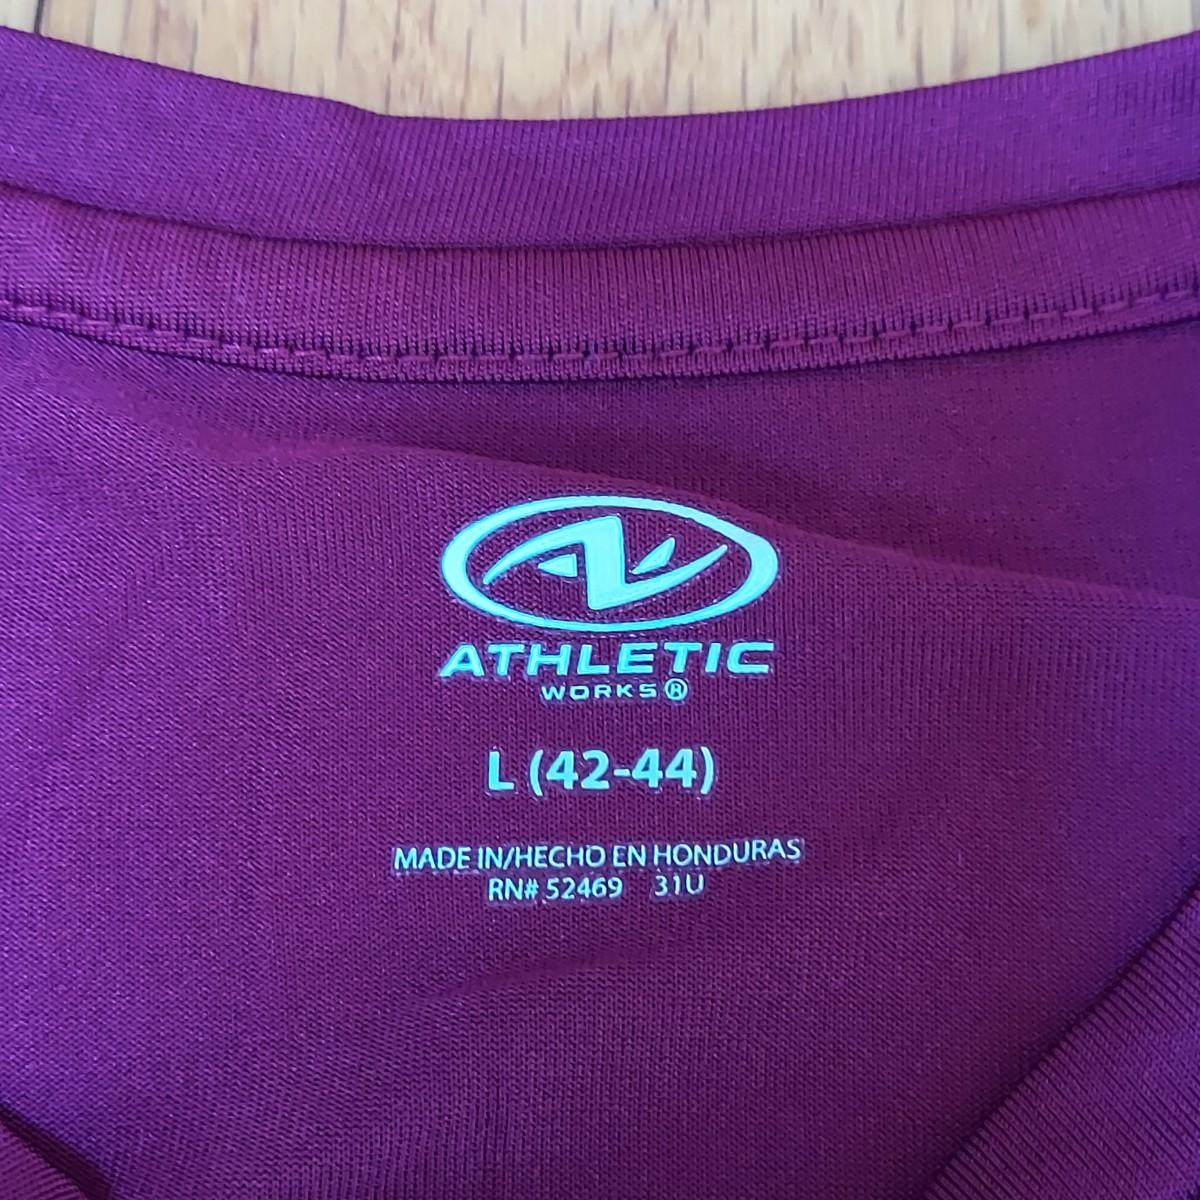 ATHLETIC
WORKS®
L (42-44)
MADE IN/HECHO EN HONDURAS
RN# 52469 31U